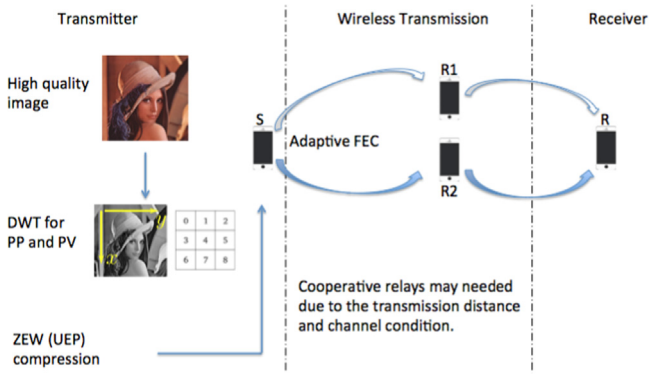 Transmitter
Wireless Transmission
Receiver
High quality
image
S
Adaptive FEC
R1
R2
R
DWT for
PP and PV
y
x
0 1 2
3 4 5
6 7 8
Cooperative relays may needed
due to the transmission distance
and channel condition.
ZEW (UEP)
compression